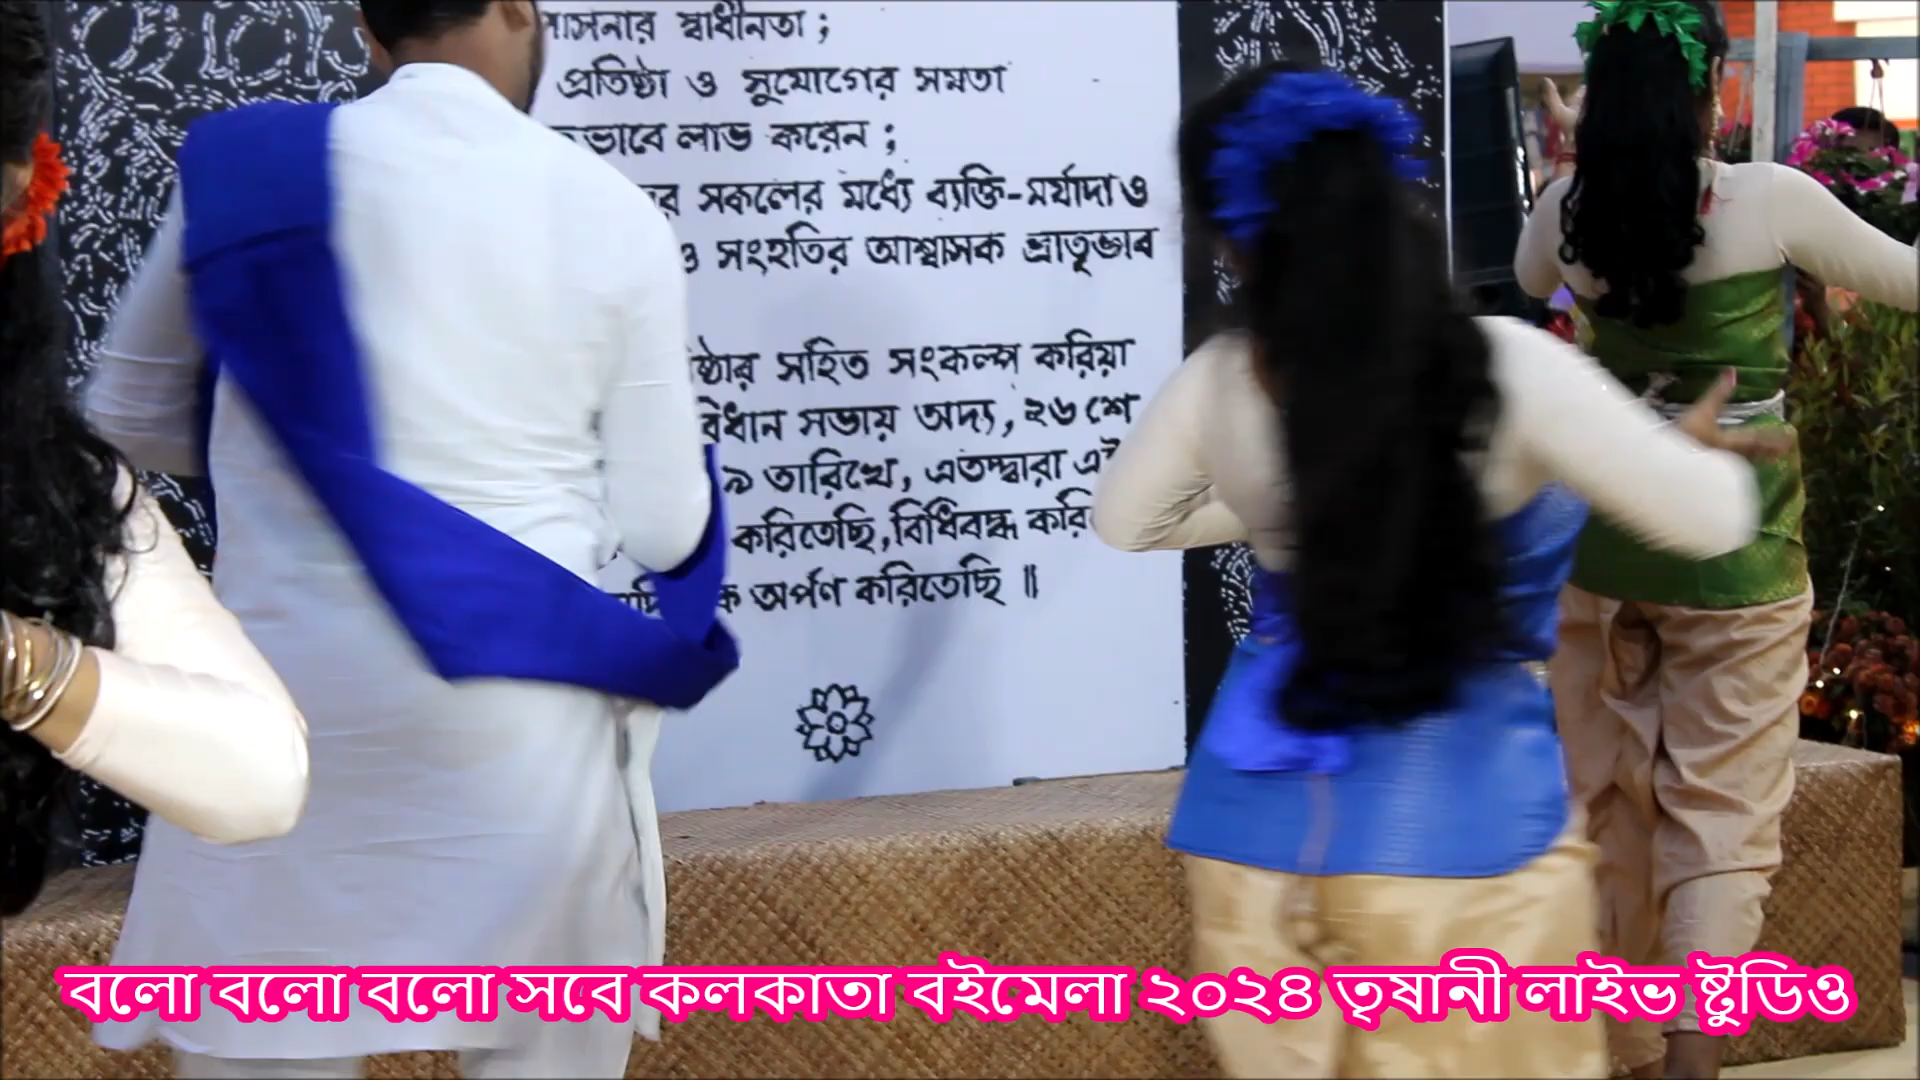 স্বাধীনতা ;
প্রতিষ্ঠা ও সুযোগের সমতা
ভাবে লাভ করেন ;
সকলের মধ্যে ব্যক্তি-মর্যাদা ও
ও সংহতির আশ্বাসক ভ্রাতৃভাব
সহিত সংকল্প করিয়া
সভায় অদ্য, ২৬ শে
৯ তারিখে, এতদ্দ্বারা
করিতেছি, বিধিবদ্ধ
অর্পণ করিতেছি ॥
বলো বলো বলো সবে কলকাতা বইমেলা ২০২৪ তৃষানী লাইভ ষ্টুডিও